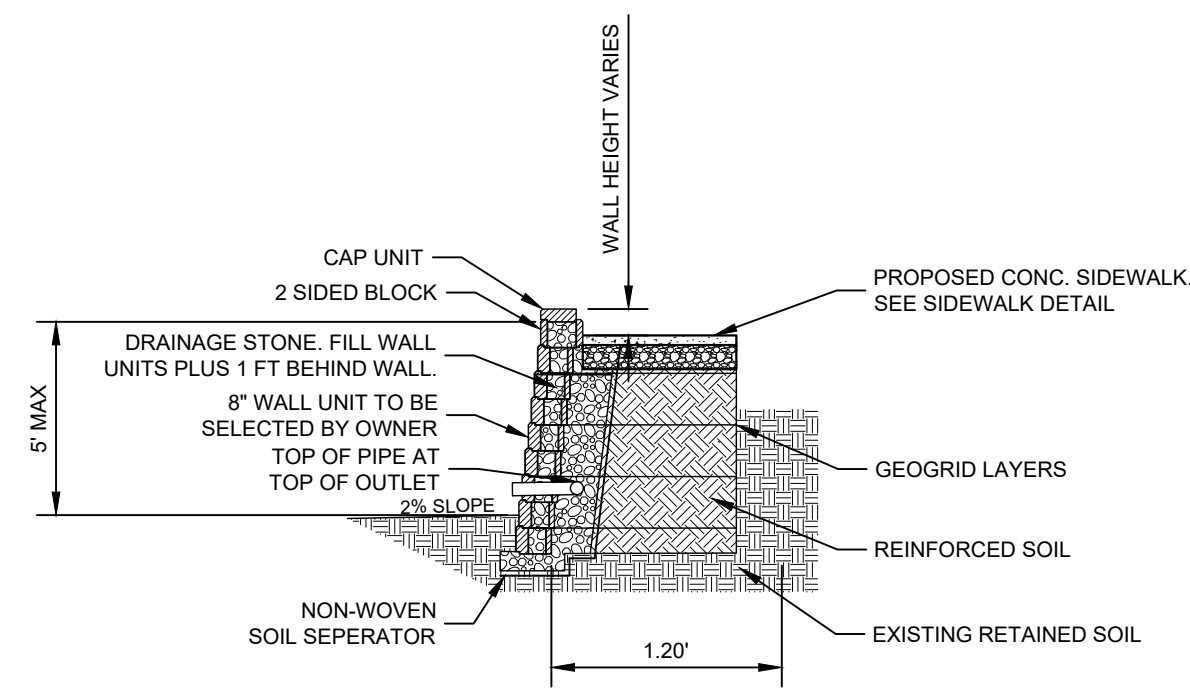 WALL HEIGHT VARIES
CAP UNIT
2 SIDED BLOCK
DRAINAGE STONE. FILL WALL
UNITS PLUS 1 FT BEHIND WALL.
8" WALL UNIT TO BE
SELECTED BY OWNER
TOP OF PIPE AT
TOP OF OUTLET
2% SLOPE
5' MAX
NON-WOVEN
SOIL SEPERATOR
PROPOSED CONC. SIDEWALK.
SEE SIDEWALK DETAIL
GEOGRID LAYERS
REINFORCED SOIL
EXISTING RETAINED SOIL
1.20'